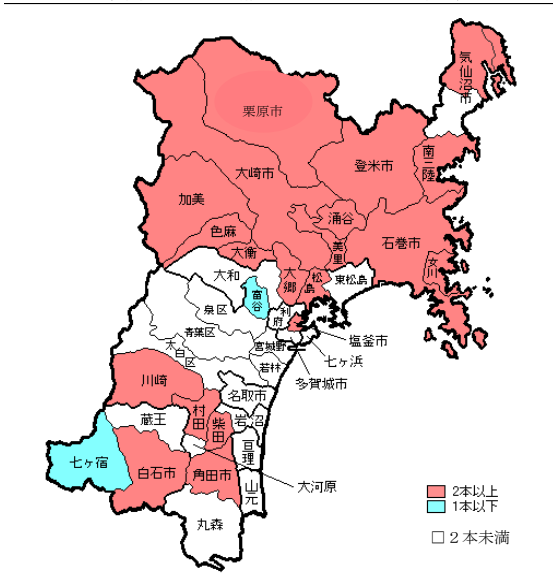 気仙沼市
栗原市
南三陸
大崎市
登米市
加美
涌谷
色麻
石巻市
美里
大衡
女川
大和
大郷
松島
東松島
富谷
利府
泉区
塩釜市
青葉区
宮城野
太白区
七ヶ浜
若林
多賀城市
川崎
名取市
村田
柴田
岩沼
蔵王
亘理
七ヶ宿
白石市
角田市
山元
大河原
丸森
2本以上
1本以下
２本未満